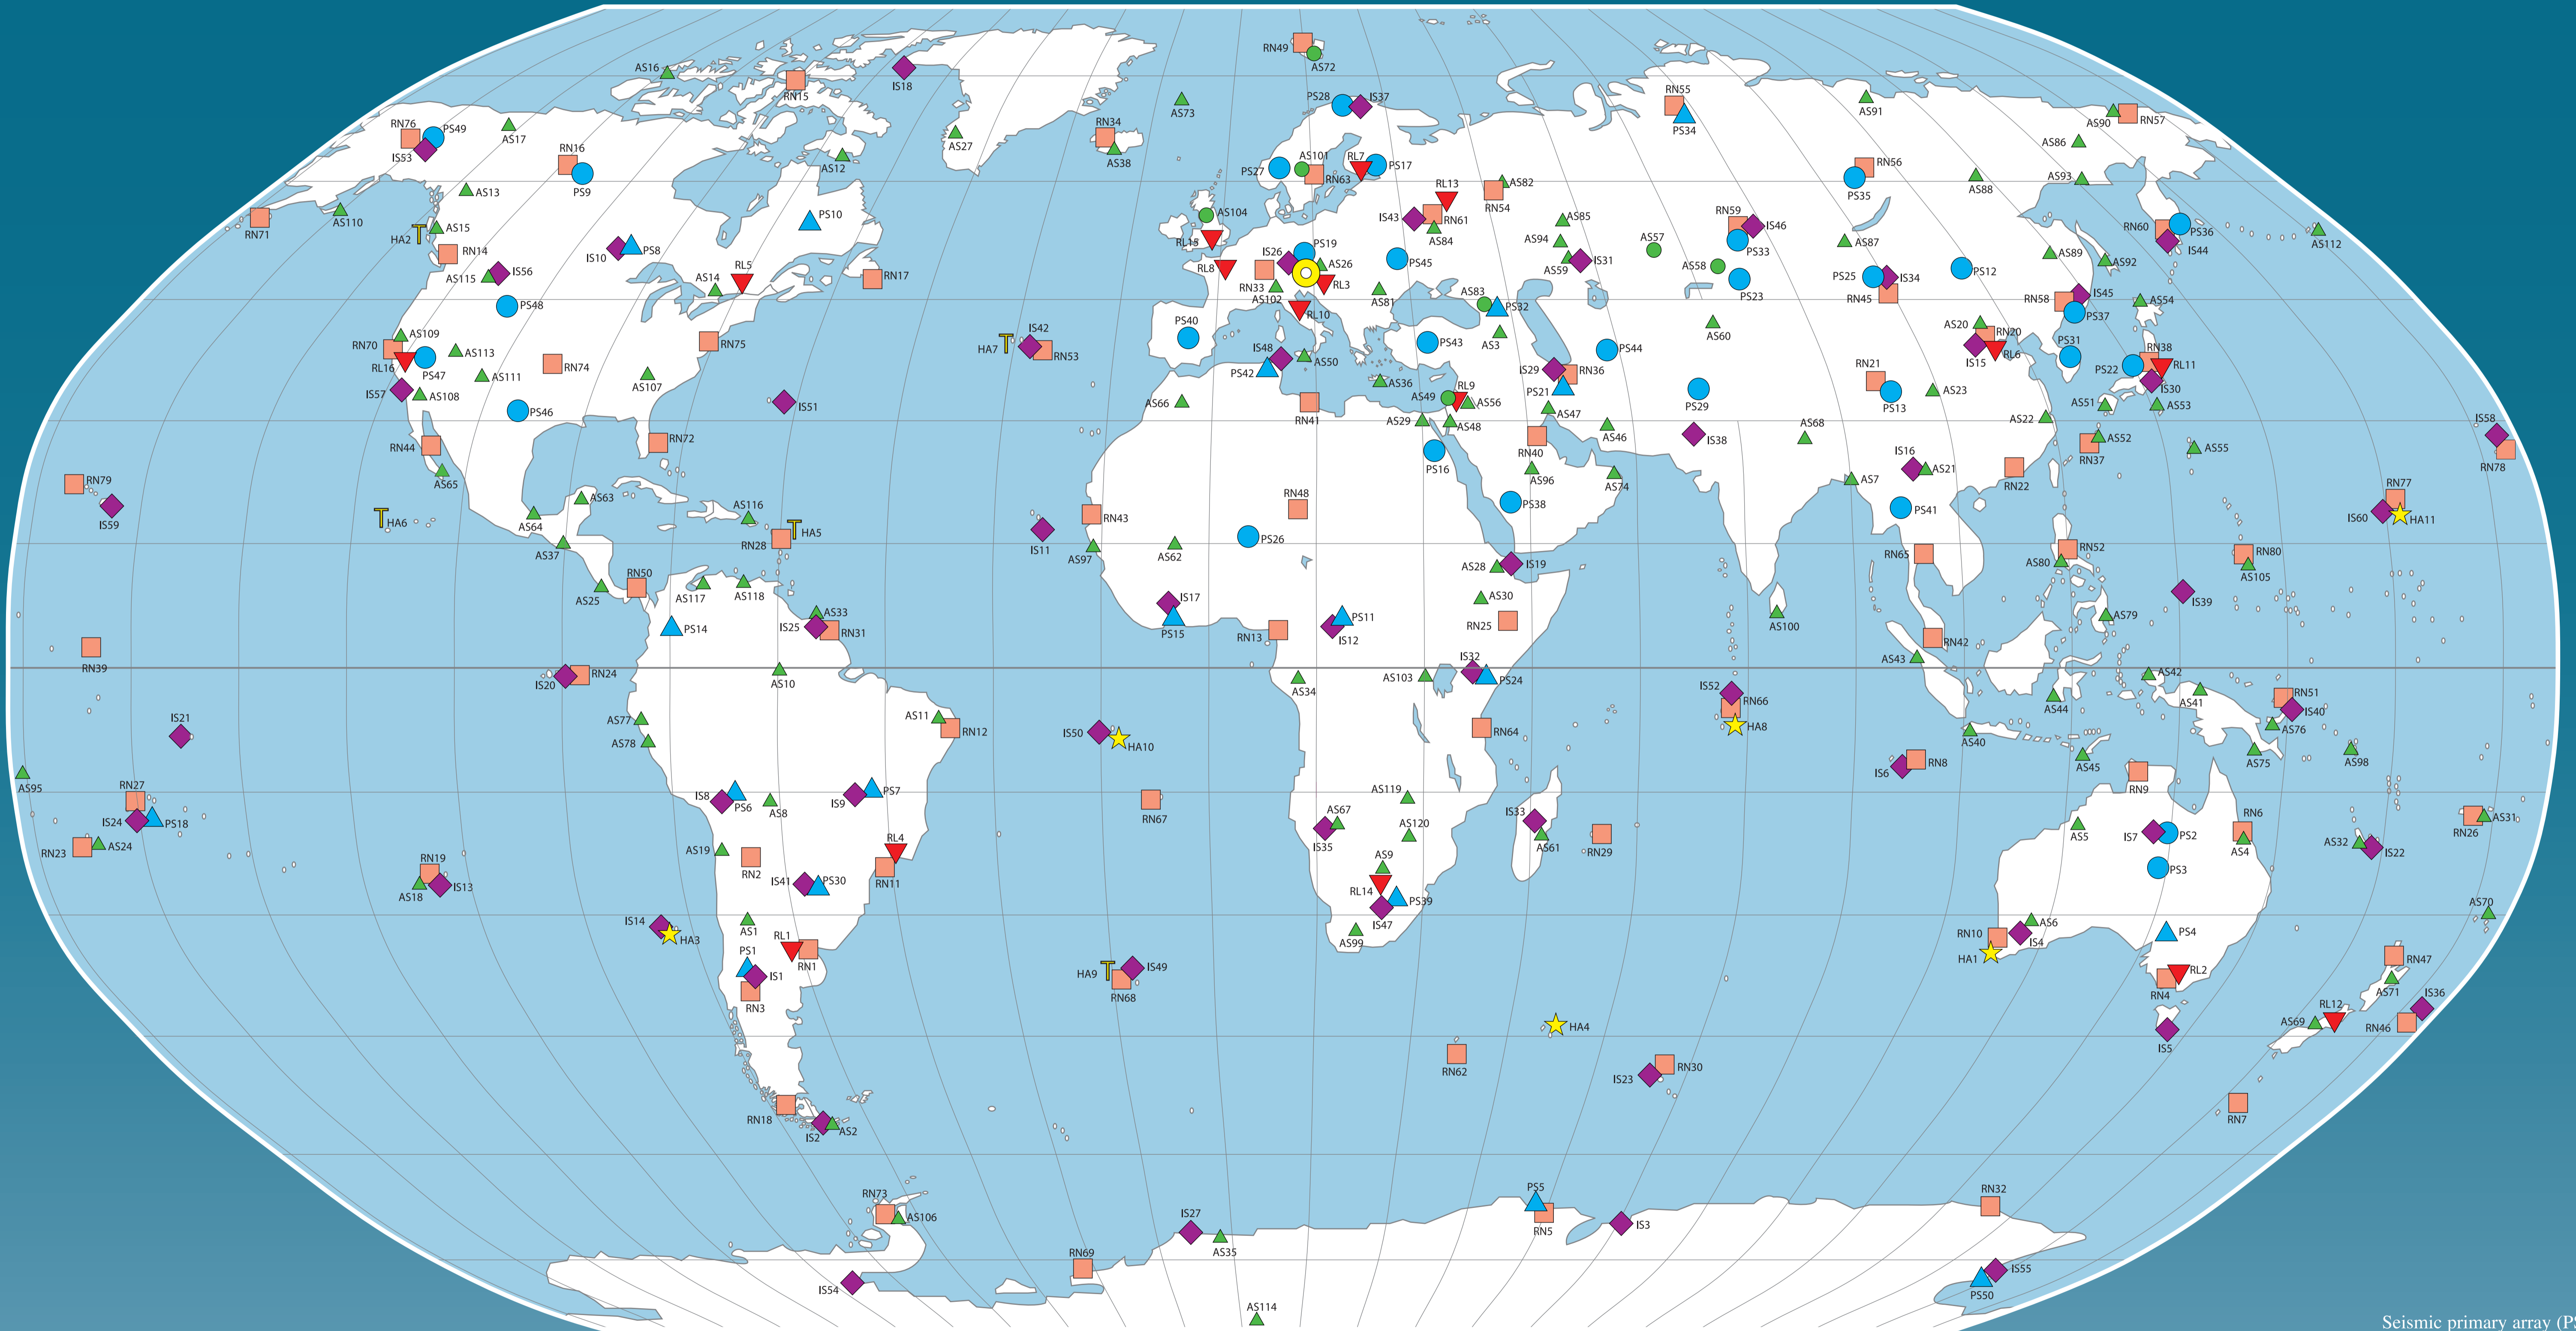 RN49
AS72
AS16
RN15
IS18
PS28 IS37
AS73
RN55
PS34
AS91
AS90 RN57
RN76 PS49
IS53
AS17
RN34
AS38
AS27
AS86
RN16
PS9
AS12
PS27
AS101
RN63
RL7 PS17
RN56
PS35
AS88
AS93
AS13
RL13
AS82
RN54
RN71
AS110
AS15
HA2
PS10
AS104
RL15
IS43 RN61
AS84
AS85
RN59 IS46
PS33
RN60 PS36
IS44
AS112
RN14
IS10 PS8
PS19
IS26
AS94
AS59 IS31
AS57
AS87
AS89
AS92
AS115 IS56
AS14
RL5
RN17
RL8
RN33
AS102
AS26
RL3
PS45
AS58
PS23
PS25 IS34
RN45
PS12
PS48
RL10
AS81
AS83 PS32
RN58 IS45
PS37
AS54
AS109
RN70
RL16
PS47
AS113
RN74
RN75
HA7
IS42
RN53
PS40
IS48
PS42
AS50
PS43
AS3
PS44
AS60
AS20 RN20
IS15 RL6
PS31
PS22 RN38
RL11
IS30
IS57
AS108
AS111
AS107
IS51
AS66
RN41
AS36
AS49 RL9
AS56
IS29 RN36
PS21
AS47
PS29
RN21
PS13
AS23
AS51
AS53
PS46
RN44
RN72
AS29
AS48
PS16
RN40
AS46
IS38
AS68
AS22
RN37 AS52
AS55
IS58
RN78
AS65
RN79
IS59
AS63
AS96
AS74
AS7
IS16
AS21
RN22
HA6
AS64
AS116
RN28
HA5
IS11
RN43
RN48
PS38
PS41
RN77
IS60
HA11
AS37
AS97
AS62
PS26
AS28 IS19
RN65
RN52
AS80
RN80
AS105
AS25
RN50
AS117
AS118
IS17
PS15
AS30
RN25
AS100
IS39
AS79
PS14
AS33
IS25
RN31
RN13
PS11
IS12
RN42
AS43
RN39
IS20
RN24
AS10
AS34
AS103
IS32
PS24
IS52
RN66
HA8
AS42
AS44
AS41
RN51
IS40
AS76
AS77
AS78
AS11
RN12
IS21
IS50
HA10
RN64
AS40
AS45
AS75
AS98
AS95
RN27
IS24
PS18
IS8
PS6
AS8
IS9
PS7
RN67
AS119
IS6
RN8
RN9
RN23
AS24
AS19
RN2
RL4
RN11
AS67
IS35
AS120
IS33
AS61
RN29
AS5
IS7
PS2
RN6
AS4
RN26
AS31
AS32
IS22
RN19
AS18
IS13
IS41
PS30
AS9
RL14
PS39
IS47
PS3
IS14
HA3
AS1
RL1
RN1
PS1
IS1
RN3
AS99
RN10
AS6
IS4
HA1
PS4
AS70
HA9
IS49
RN68
RL2
RN4
RN47
AS71
HA4
RL12
AS69
IS36
RN46
IS5
RN62
IS23
RN30
RN18
IS2 AS2
RN7
RN73
AS106
IS27
AS35
PS5
RN5
IS3
RN32
RN69
IS54
IS55
PS50
AS114
Seismic primary array (P